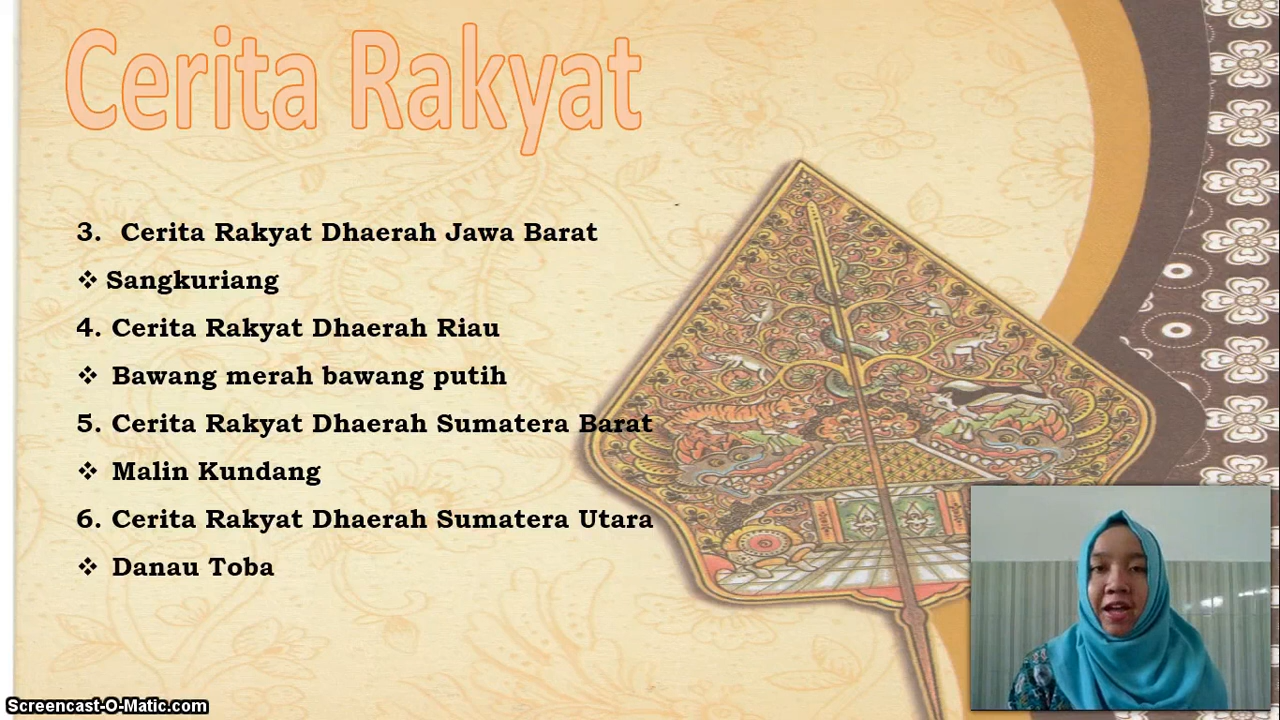 Cerita Rakyat
3. Cerita Rakyat Dhaerah Jawa Barat
❖ Sangkuriang
4. Cerita Rakyat Dhaerah Riau
❖ Bawang merah bawang putih
5. Cerita Rakyat Dhaerah Sumatera Barat
❖ Malin Kundang
6. Cerita Rakyat Dhaerah Sumatera Utara
❖ Danau Toba
Screencast-O-Matic.com